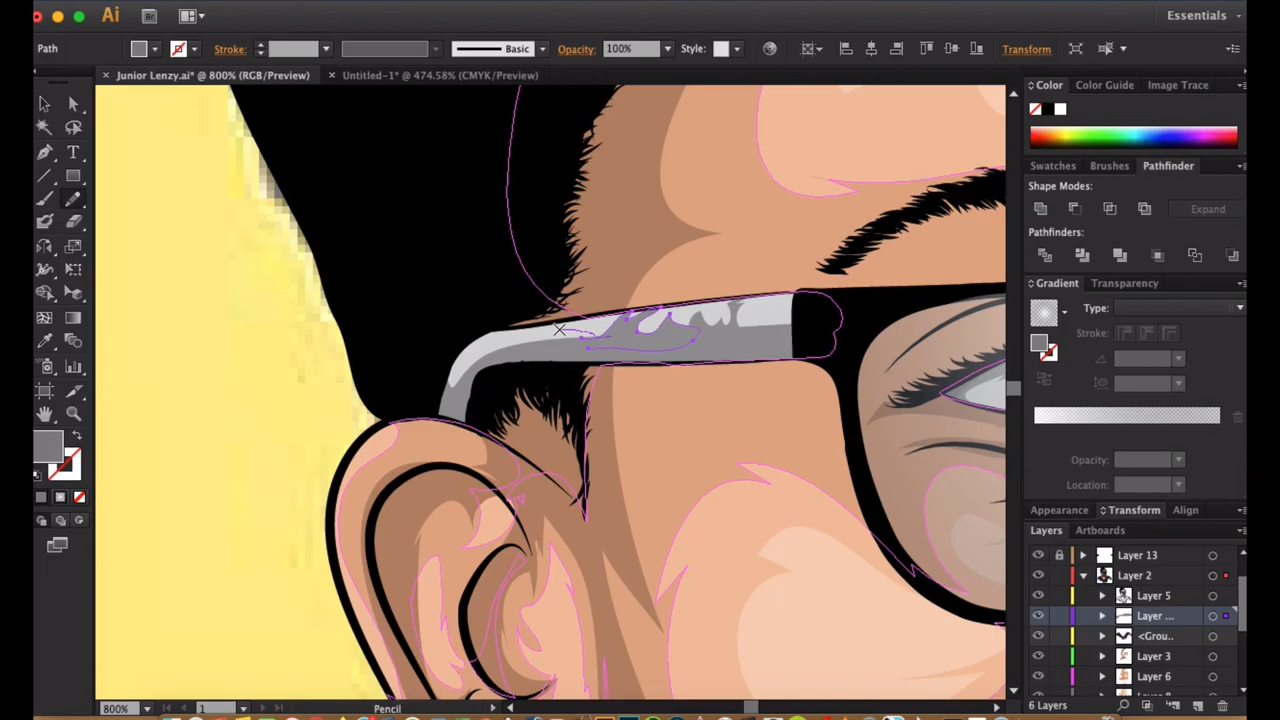 Ai Br Essentials
Path Stroke: Basic Opacity: 100% Style: Transform
Junior Lenzy.ai* @ 800% (RGB/Preview) Untitled-1* @ 474.58% (CMYK/Preview)
Color Color Guide Image Trace
Swatches Brushes Pathfinder
Shape Modes:
Expand
Pathfinders:
Gradient Transparency
Type:
Stroke:
Opacity:
Location:
Appearance Transform Align
Layers Artboards
Layer 13
Layer 2
Layer 5
Layer ...
<Grou..
Layer 3
Layer 6
6 Layers
800% 1 Pencil